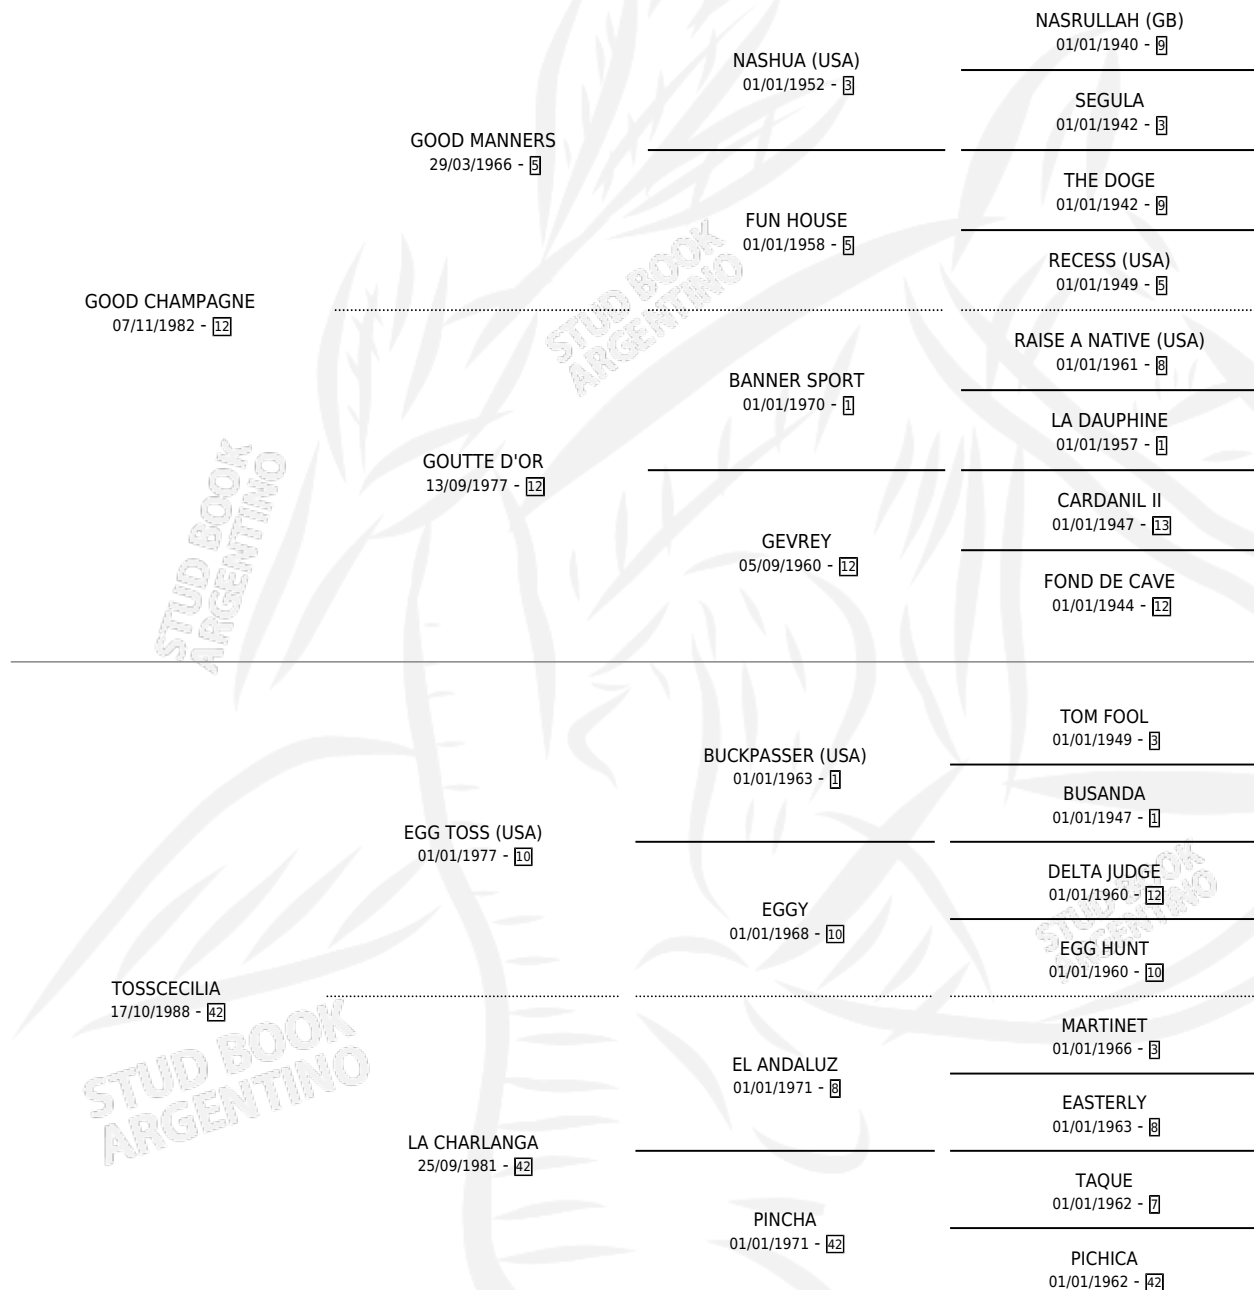 NASRULLAH (GB)
01/01/1940 - 9
NASHUA (USA)
01/01/1952 - 3
SEGULA
01/01/1942 - 3
GOOD MANNERS
29/03/1966 - 5
THE DOGE
01/01/1942 - 9
FUN HOUSE
01/01/1958 - 5
RECESS (USA)
01/01/1949 - 5
GOOD CHAMPAGNE
07/11/1982 - 12
RAISE A NATIVE (USA)
01/01/1961 - 8
BANNER SPORT
01/01/1970 - 1
LA DAUPHINE
01/01/1957 - 1
GOUTTE D'OR
13/09/1977 - 12
CARDANIL II
01/01/1947 - 13
GEVREY
05/09/1960 - 12
FOND DE CAVE
01/01/1944 - 12
TOM FOOL
01/01/1949 - 3
BUCKPASSER (USA)
01/01/1963 - 1
BUSANDA
01/01/1947 - 1
EGG TOSS (USA)
01/01/1977 - 10
DELTA JUDGE
01/01/1960 - 12
EGGY
01/01/1968 - 10
EGG HUNT
01/01/1960 - 10
TOSSCECILIA
17/10/1988 - 42
MARTINET
01/01/1966 - 3
EL ANDALUZ
01/01/1971 - 8
EASTERLY
01/01/1963 - 8
LA CHARLANGA
25/09/1981 - 42
TAQUE
01/01/1962 - 7
PINCHA
01/01/1971 - 42
PICHICA
01/01/1962 - 42
STUD BOOK
ARGENTINO
STUD BOOK
ARGENTINO
STUD BOOK
ARGENTINO
STUD BOOK
ARGENTINO